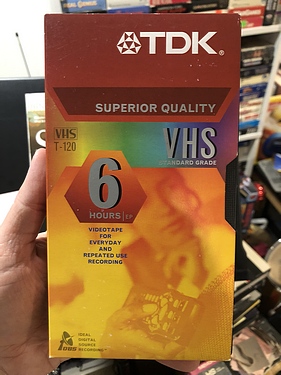 TDK®
SUPERIOR QUALITY
VHS
T-120
VHS
STANDARD GRADE
6
HOURS EP
VIDEOTAPE FOR
EVERYDAY
AND
REPEATED USE
RECORDING
IDEAL
DIGITAL
SOURCE
RECORDING™